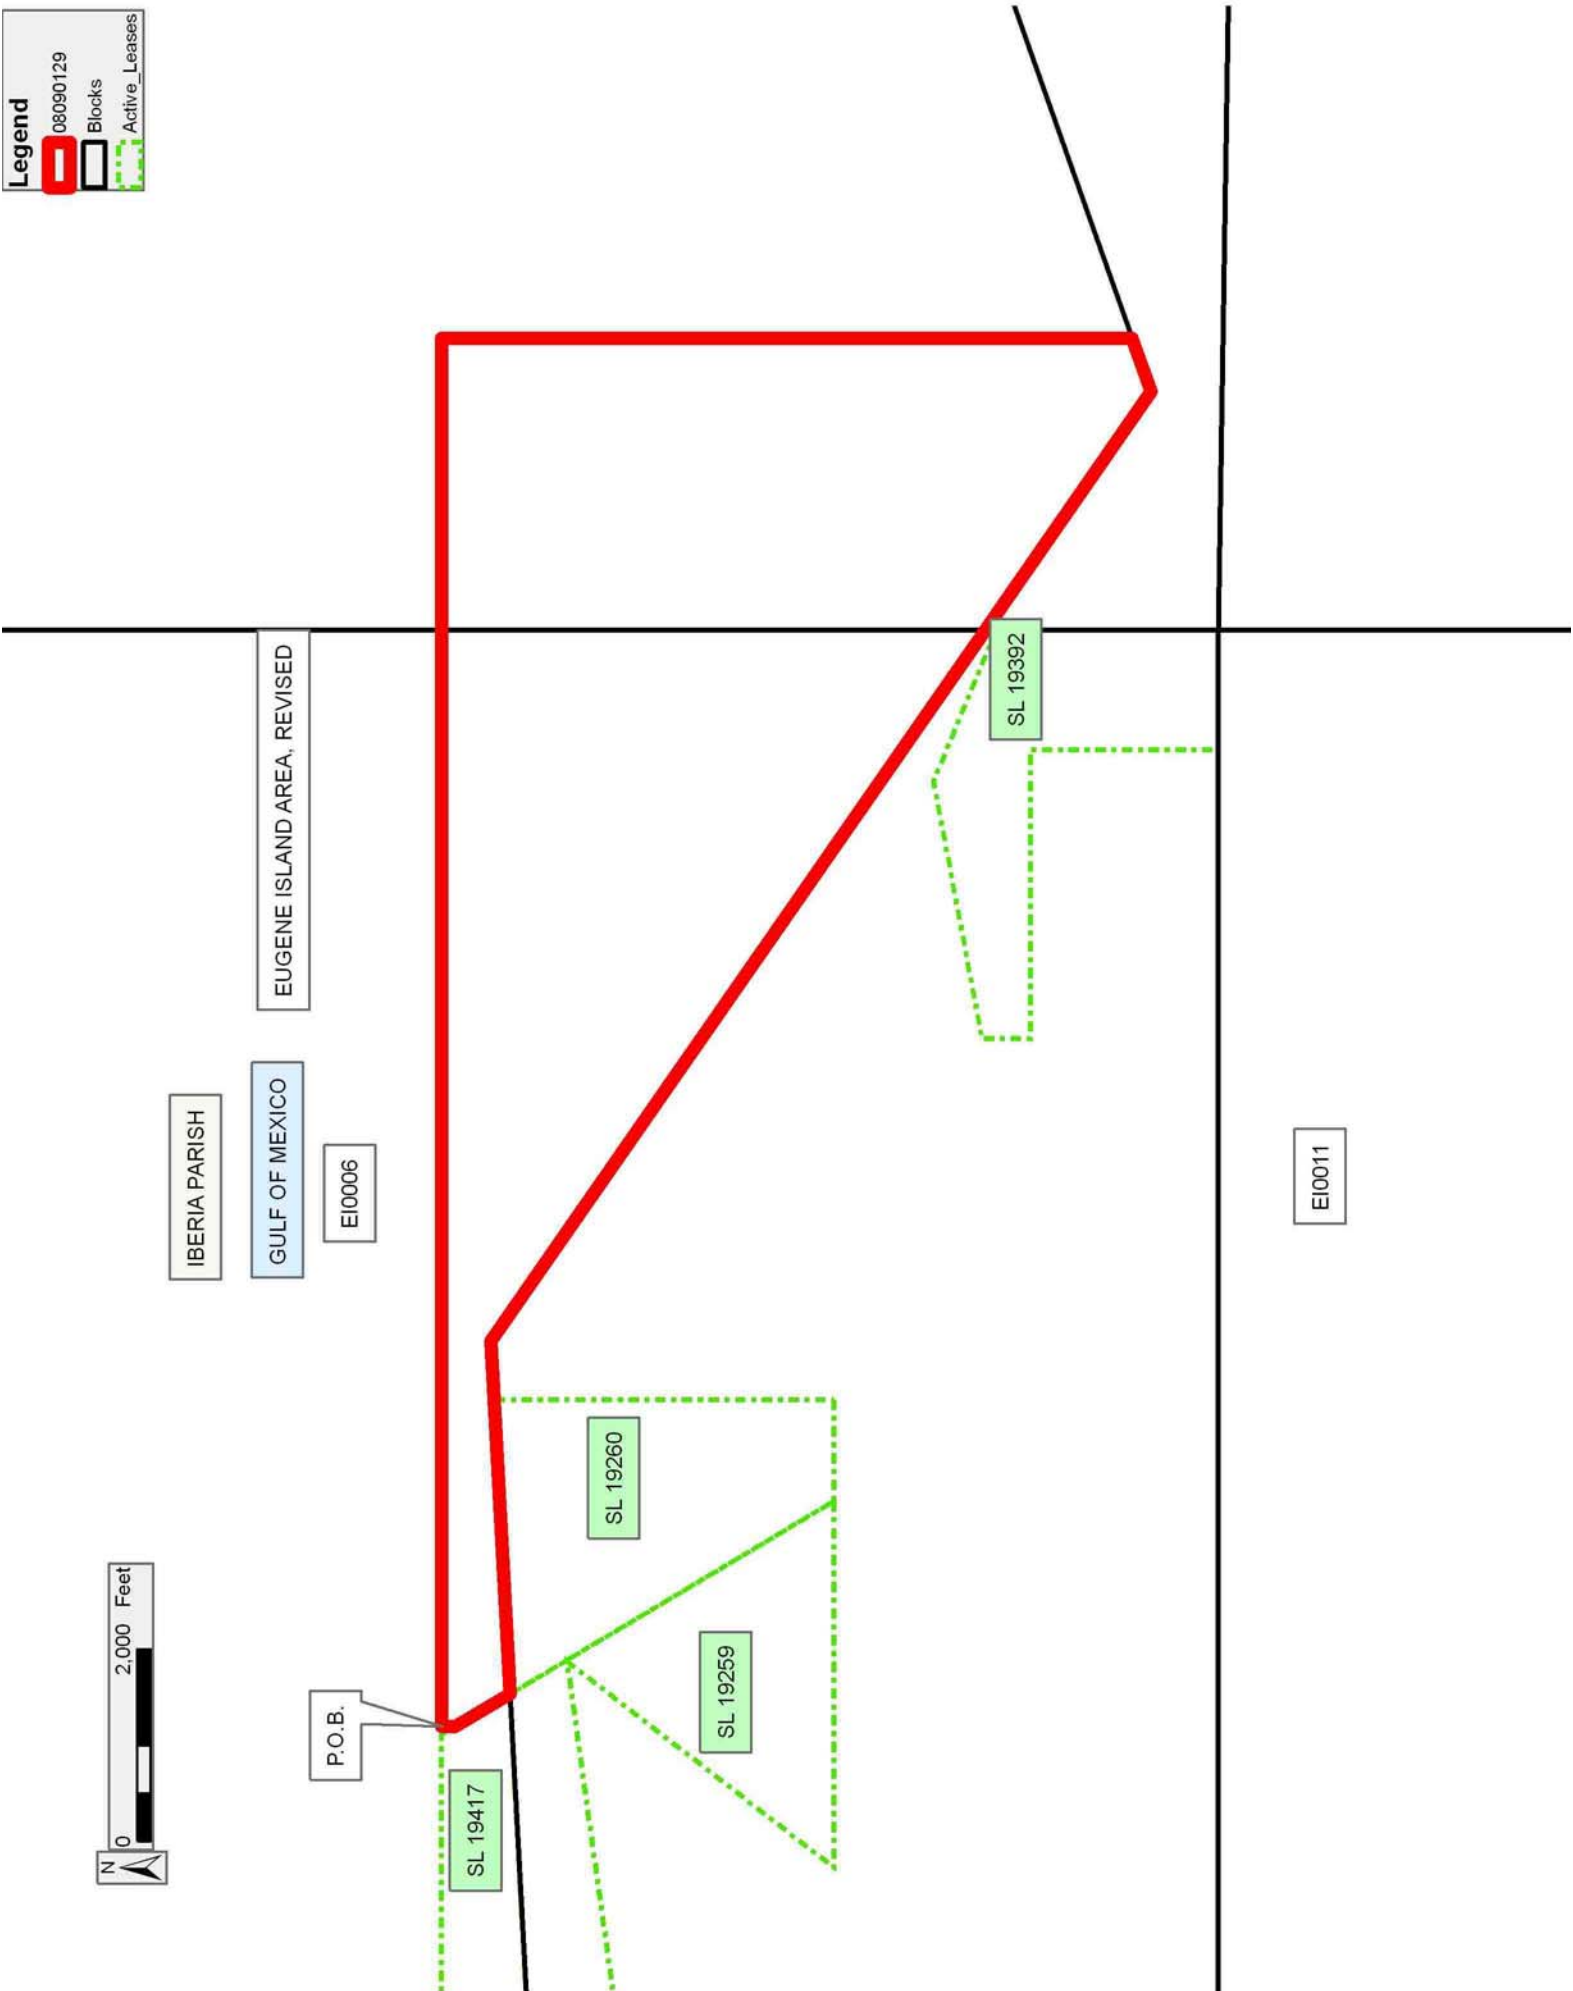 Legend
08090129
Blocks
Active_Leases
IBERIA PARISH
GULF OF MEXICO
EUGENE ISLAND AREA, REVISED
EI0006
N
0 2,000 Feet
P.O.B.
SL 19417
SL 19260
SL 19259
SL 19392
EI0011